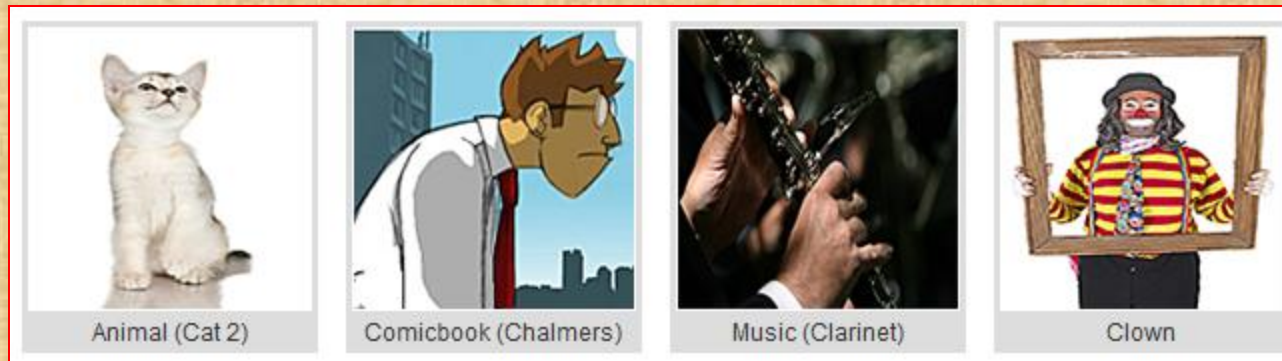 Animal (Cat 2)
Comicbook (Chalmers)
Music (Clarinet)
Clown